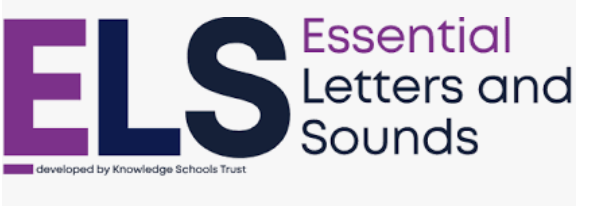 ELS
Essential
Letters and
Sounds
developed by Knowledge Schools Trust